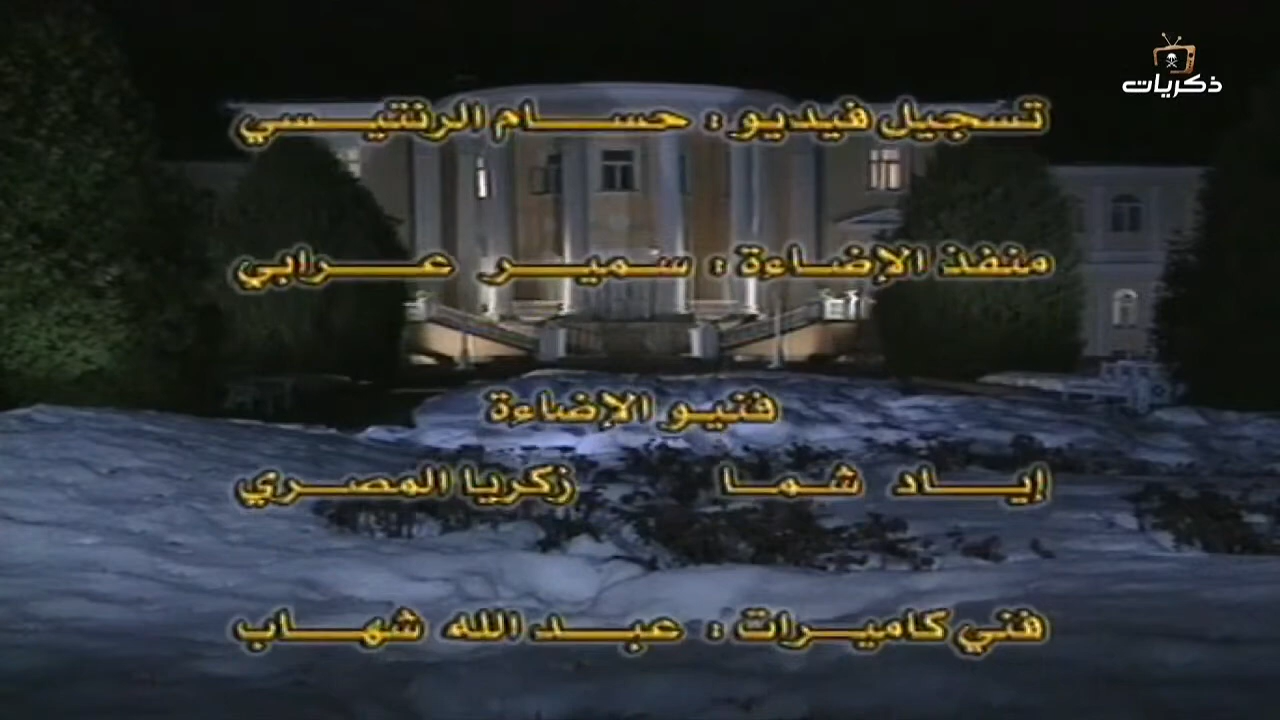 ذكريات
تسجيل فيديو : حسام الرنتيسي
منفذ الإضاءة : سمير عرابي
فنيو الإضاءة
إياد شما زكريا المصري
فني كاميرات : عبد الله شهاب